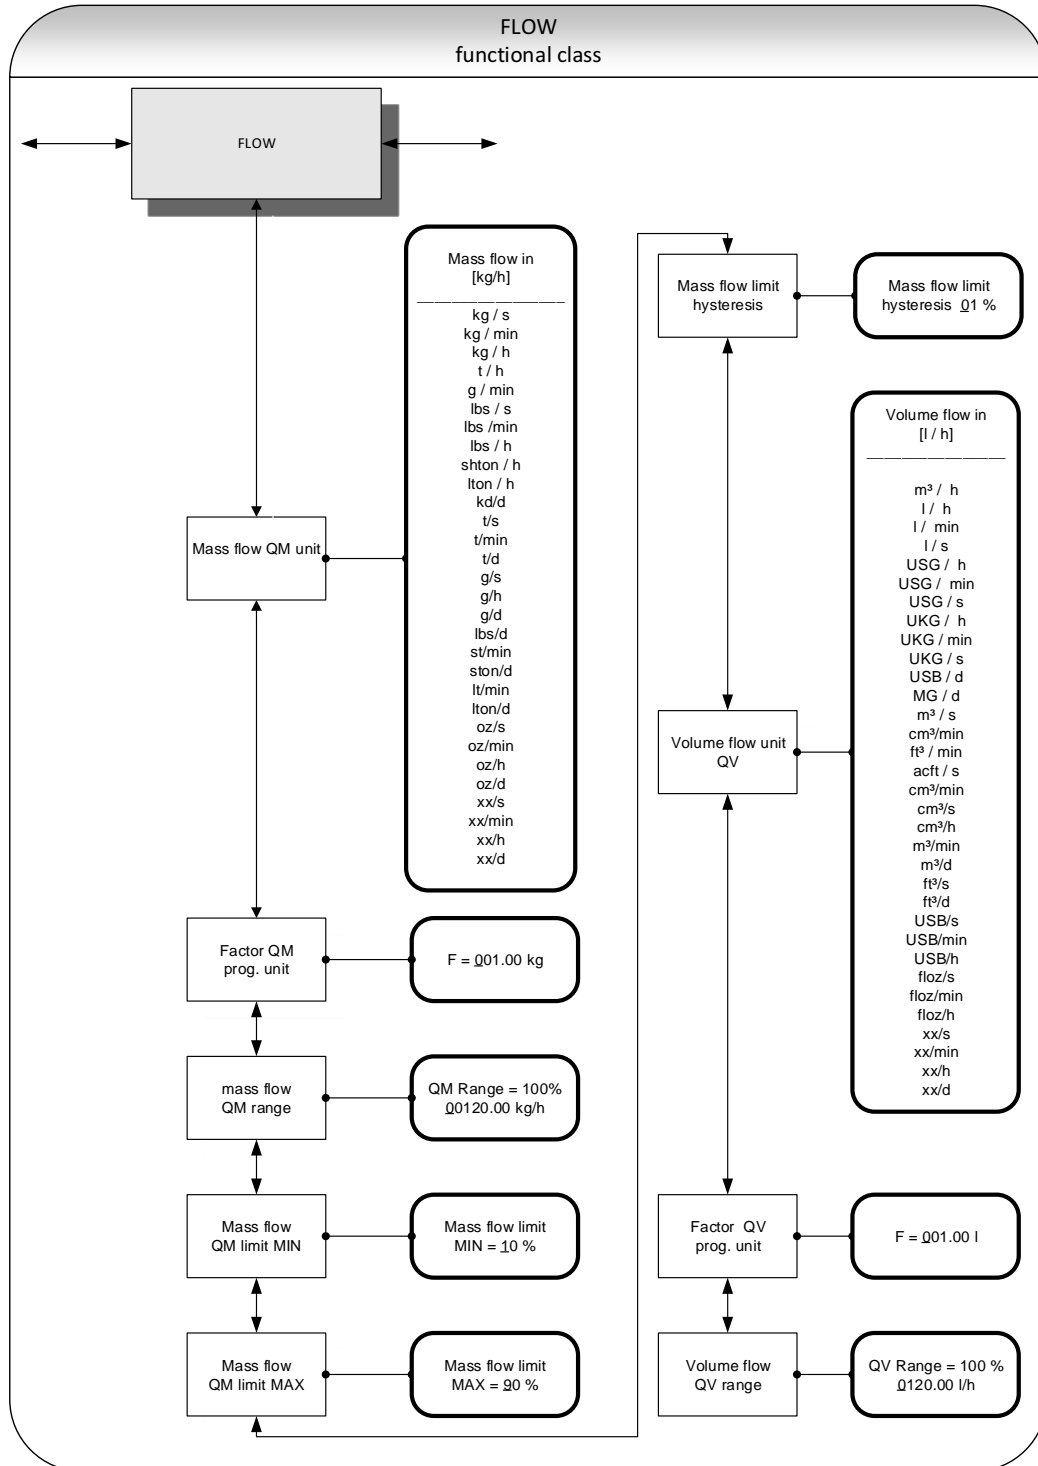 FLOW
functional class
FLOW
Mass flow in
[kg/h]
kg / s
kg / min
kg / h
t / h
g / min
lbs / s
lbs /min
lbs / h
shton / h
lton / h
kd/d
t/s
t/min
t/d
g/s
g/h
g/d
lbs/d
st/min
ston/d
lt/min
lton/d
oz/s
oz/min
oz/h
oz/d
xx/s
xx/min
xx/h
xx/d
Mass flow QM unit
Factor QM
prog. unit
F = 001.00 kg
mass flow
QM range
QM Range = 100%
00120.00 kg/h
Mass flow
QM limit MIN
Mass flow limit
MIN = 10 %
Mass flow
QM limit MAX
Mass flow limit
MAX = 90 %
Mass flow limit
hysteresis
Mass flow limit
hysteresis 01 %
Volume flow in
[l / h]
m³ / h
l / h
l / min
l / s
USG / h
USG / min
USG / s
UKG / h
UKG / min
UKG / s
USB / d
MG / d
m³ / s
cm³/min
ft³ / min
acft / s
cm³/min
cm³/s
cm³/h
m³/min
m³/d
ft³/s
ft³/d
USB/s
USB/min
USB/h
floz/s
floz/min
floz/h
xx/s
xx/min
xx/h
xx/d
Volume flow unit
QV
Factor QV
prog. unit
F = 001.00 l
Volume flow
QV range
QV Range = 100 %
0120.00 l/h